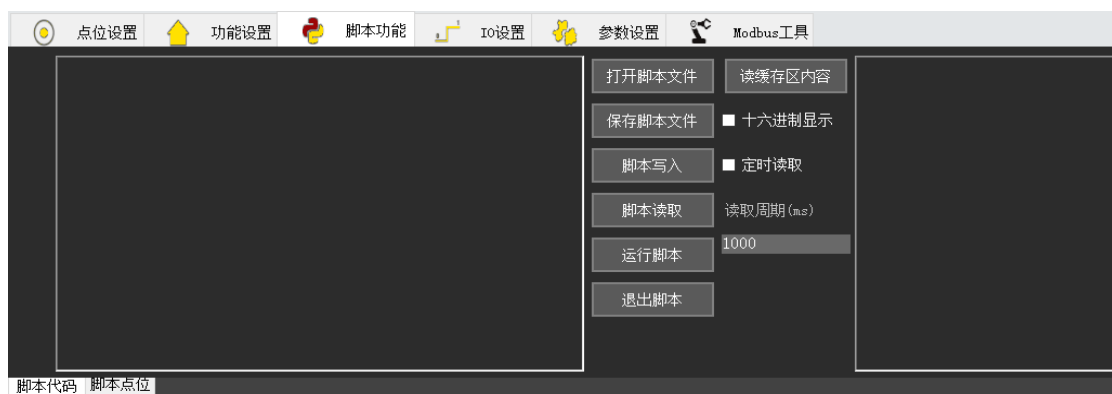 点位设置 功能设置 脚本功能 IO设置 参数设置 Modbus工具
打开脚本文件 读缓存区内容
保存脚本文件 十六进制显示
脚本写入 定时读取
脚本读取 读取周期(ms)
运行脚本 1000
退出脚本
脚本代码 脚本点位